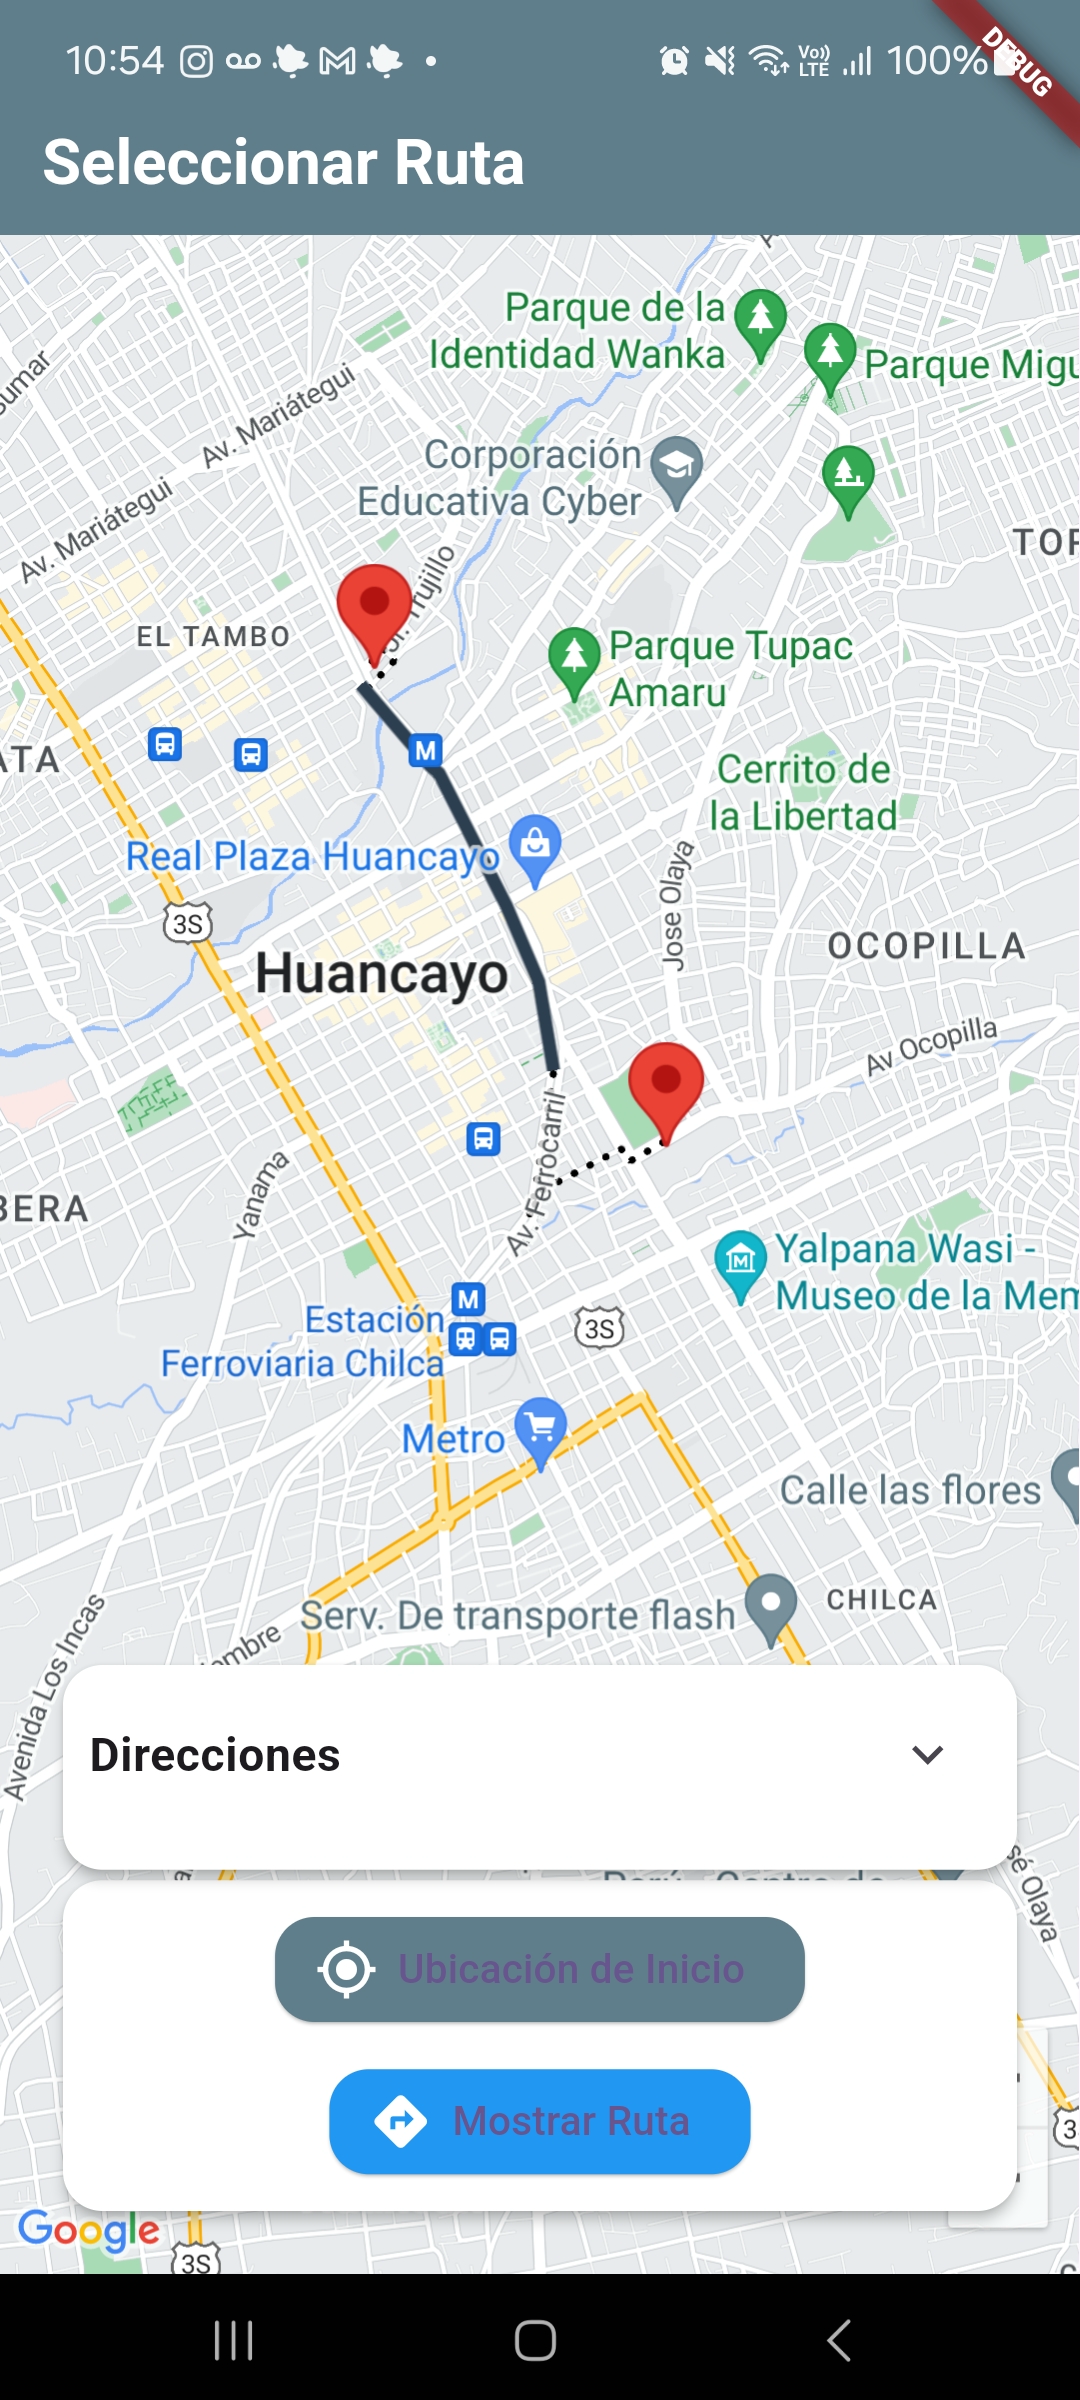 10:54
Vo)) LTE
100%
DEBUG
Seleccionar Ruta
Parque de la
Identidad Wanka
Parque Migu
Av. Mariátegui
Corporación
Educativa Cyber
Av. Mariátegui
TOP
Trujillo
EL TAMBO
Parque Tupac
Amaru
ATA
M
Cerrito de
la Libertad
Real Plaza Huancayo
Jose Olaya
3S
OCOPILLA
Huancayo
Av Ocopilla
Av. Ferrocarril
Yanama
BERA
Yalpana Wasi -
Museo de la Mem
M
Estación
Ferroviaria Chilca
3S
Metro
Calle las flores
CHILCA
Serv. De transporte flash
Avenida Los Incas
Direcciones
sé Olaya
Ubicación de Inicio
Mostrar Ruta
3
Google
3S